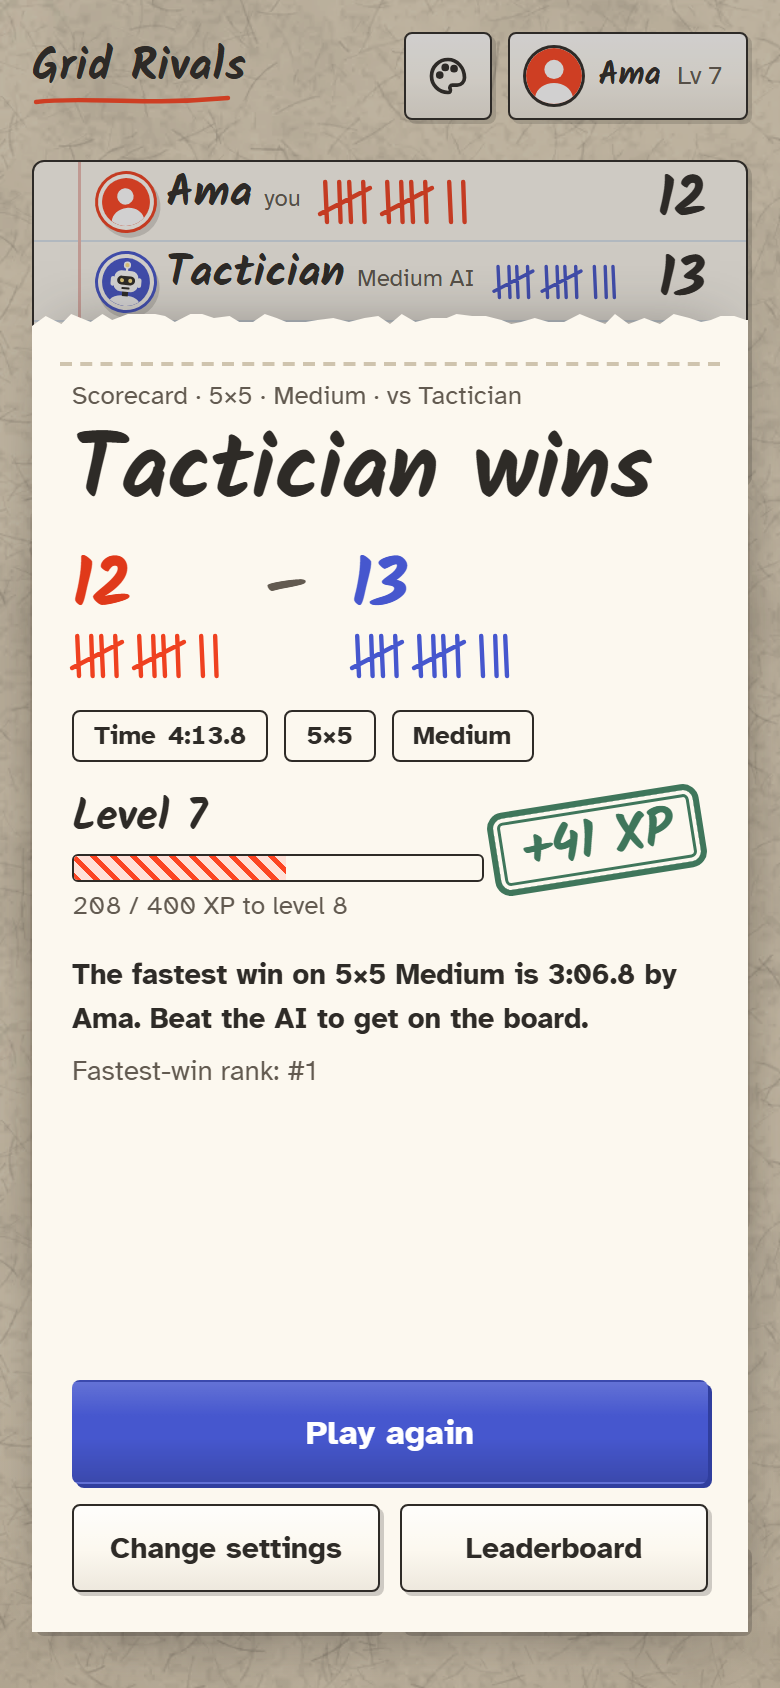 Grid Rivals
Ama Lv 7
Ama you 12
Tactician Medium AI 13
Scorecard · 5×5 · Medium · vs Tactician
Tactician wins
12 – 13
Time 4:13.8 5×5 Medium
Level 7
+41 XP
208 / 400 XP to level 8
The fastest win on 5×5 Medium is 3:06.8 by
Ama. Beat the AI to get on the board.
Fastest-win rank: #1
Play again
Change settings Leaderboard